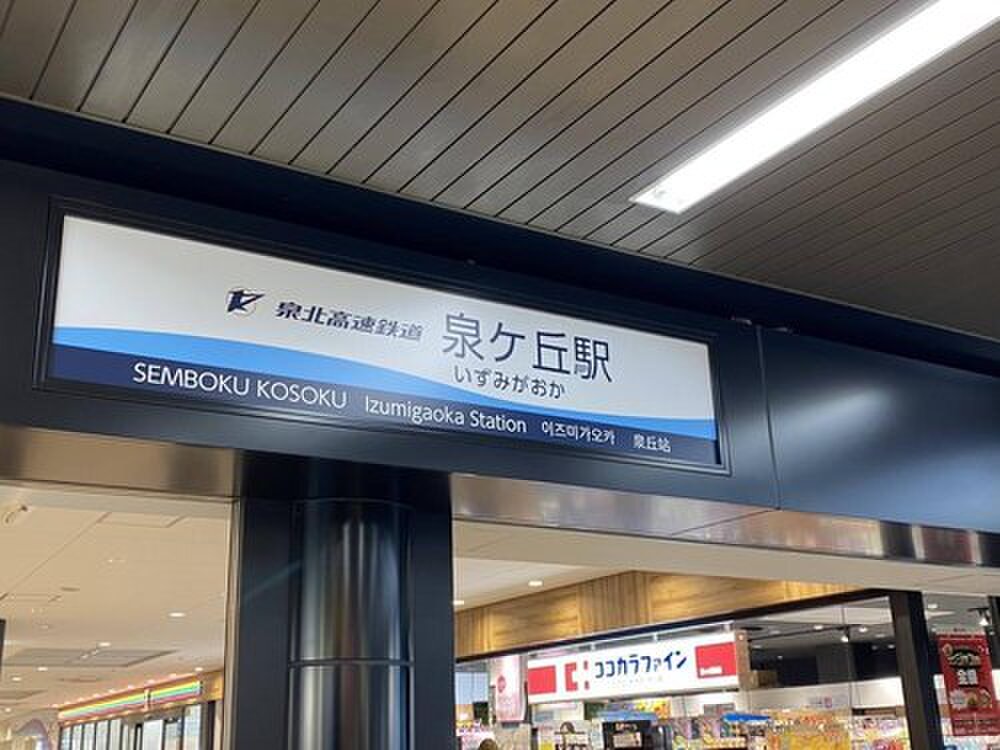 泉北高速鉄道 泉ケ丘駅
いずみがおか
SEMBOKU KOSOKU Izumigaoka Station 이즈미가오카 泉丘站
ココカラファイン